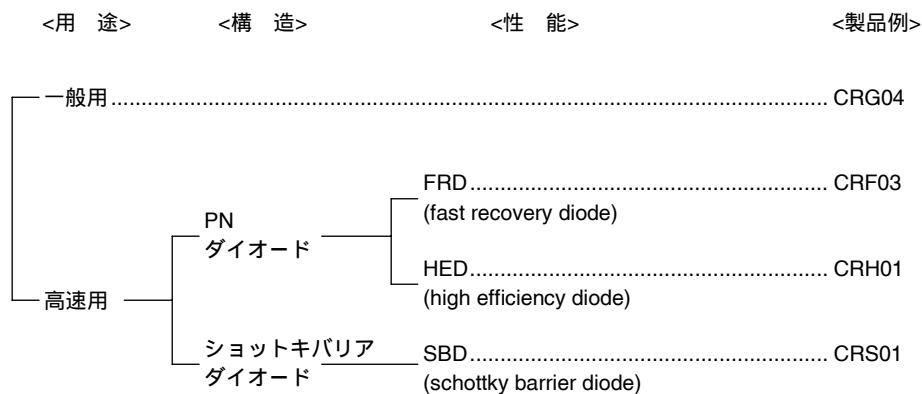 <用　途> <構　造> <性　能> <製品例>
一般用 ........................................................................ CRG04
FRD ........................................................................ CRF03
(fast recovery diode)
PN
ダイオード
HED ........................................................................ CRH01
(high efficiency diode)
高速用
ショットキバリア
ダイオード
SBD ........................................................................ CRS01
(schottky barrier diode)